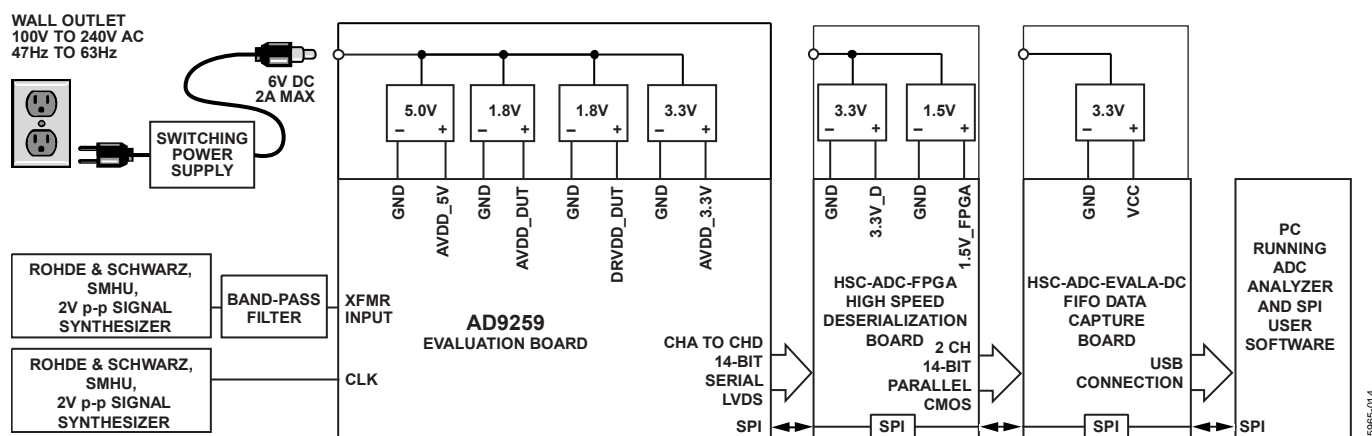 WALL OUTLET
100V TO 240V AC
47Hz TO 63Hz
6V DC
2A MAX
SWITCHING
POWER
SUPPLY
5.0V
– +
1.8V
– +
1.8V
– +
3.3V
– +
GND
AVDD_5V
GND
AVDD_DUT
GND
DRVDD_DUT
GND
AVDD_3.3V
3.3V
– +
1.5V
– +
GND
3.3V_D
GND
1.5V_FPGA
3.3V
– +
GND
VCC
ROHDE & SCHWARZ,
SMHU,
2V p-p SIGNAL
SYNTHESIZER
BAND-PASS
FILTER
XFMR
INPUT
ROHDE & SCHWARZ,
SMHU,
2V p-p SIGNAL
SYNTHESIZER
CLK
AD9259
EVALUATION BOARD
CHA TO CHD
14-BIT
SERIAL
LVDS
SPI
HSC-ADC-FPGA
HIGH SPEED
DESERIALIZATION
BOARD
2 CH
14-BIT
PARALLEL
CMOS
SPI
HSC-ADC-EVALA-DC
FIFO DATA
CAPTURE
BOARD
USB
CONNECTION
SPI
PC
RUNNING
ADC
ANALYZER
AND SPI
USER
SOFTWARE
SPI